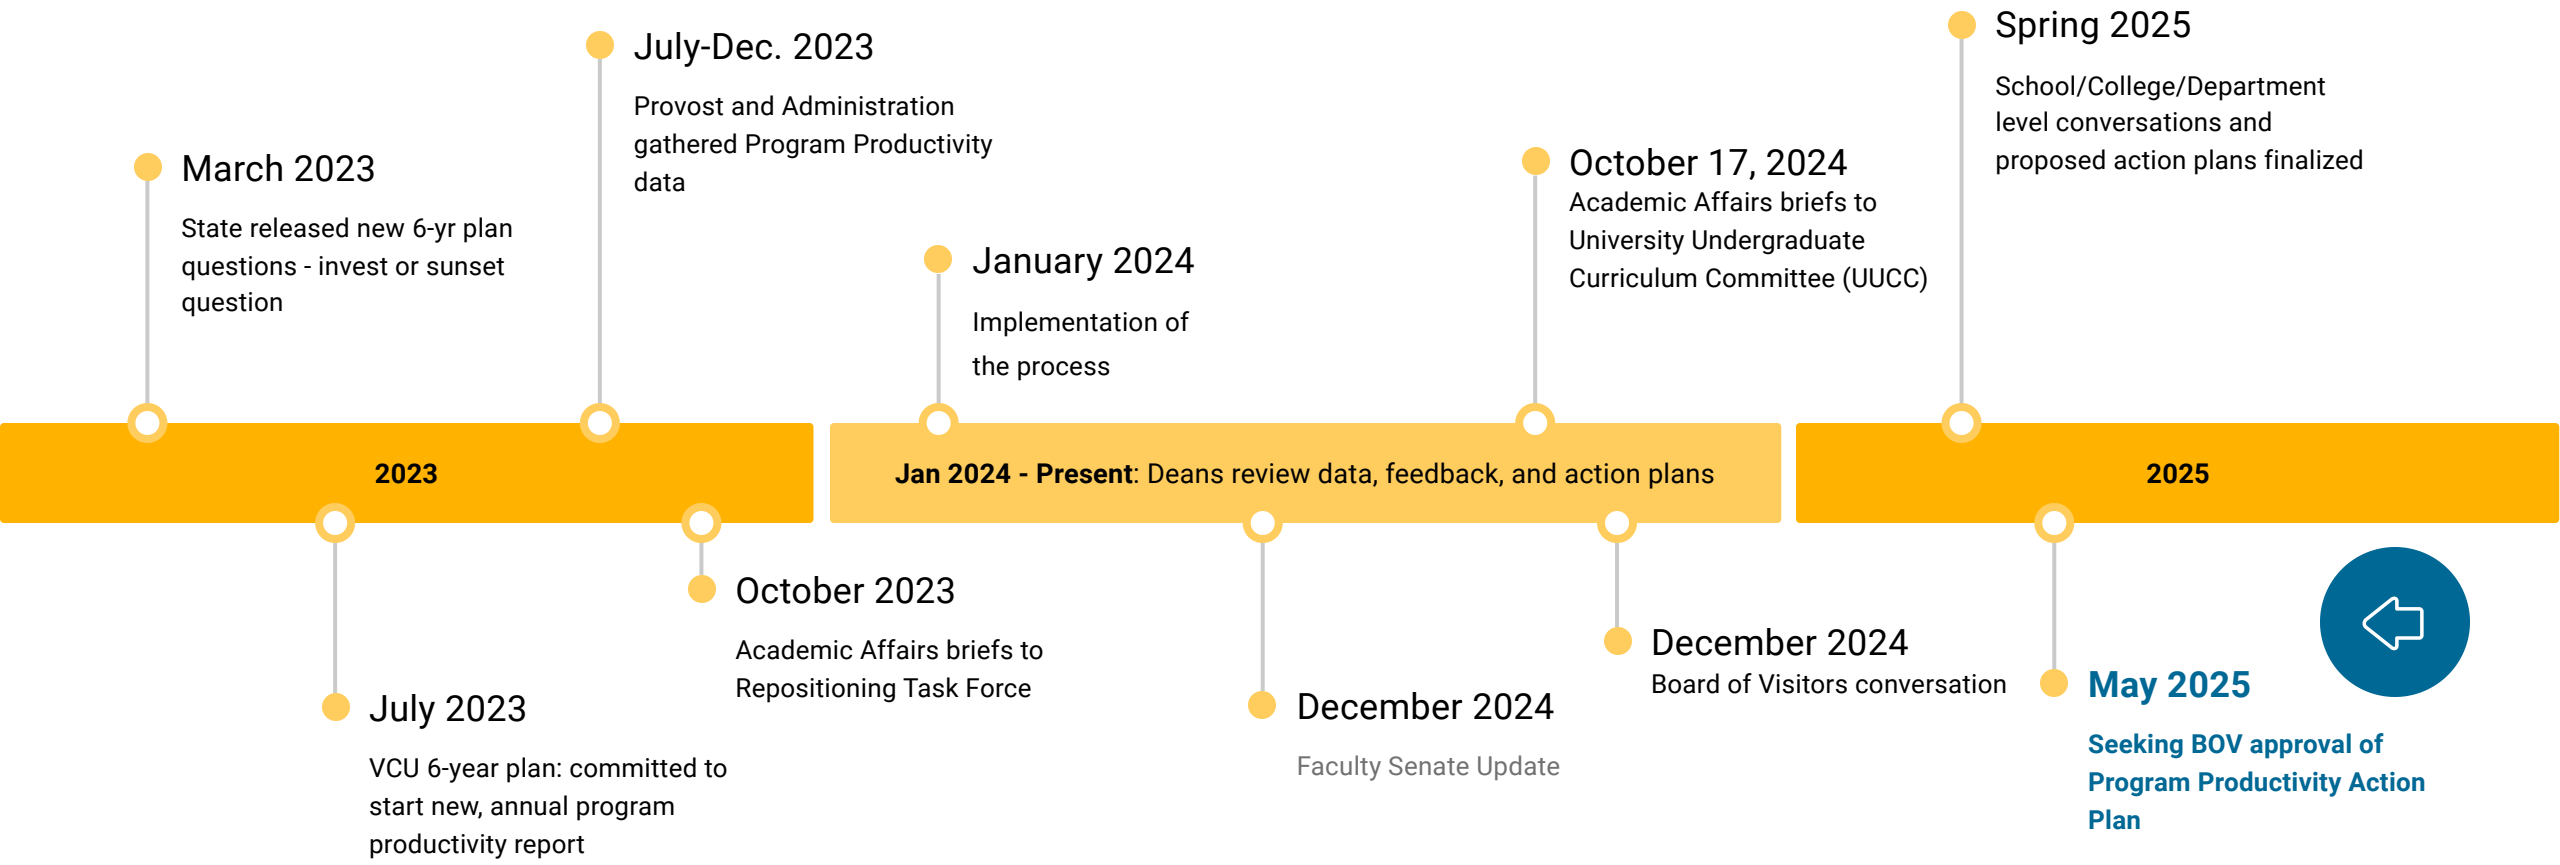 March 2023
State released new 6-yr plan
questions - invest or sunset
question
July-Dec. 2023
Provost and Administration
gathered Program Productivity
data
January 2024
Implementation of
the process
October 17, 2024
Academic Affairs briefs to
University Undergraduate
Curriculum Committee (UUCC)
Spring 2025
School/College/Department
level conversations and
proposed action plans finalized
2023
Jan 2024 - Present: Deans review data, feedback, and action plans
2025
July 2023
VCU 6-year plan: committed to
start new, annual program
productivity report
October 2023
Academic Affairs briefs to
Repositioning Task Force
December 2024
Faculty Senate Update
December 2024
Board of Visitors conversation
May 2025
Seeking BOV approval of
Program Productivity Action
Plan